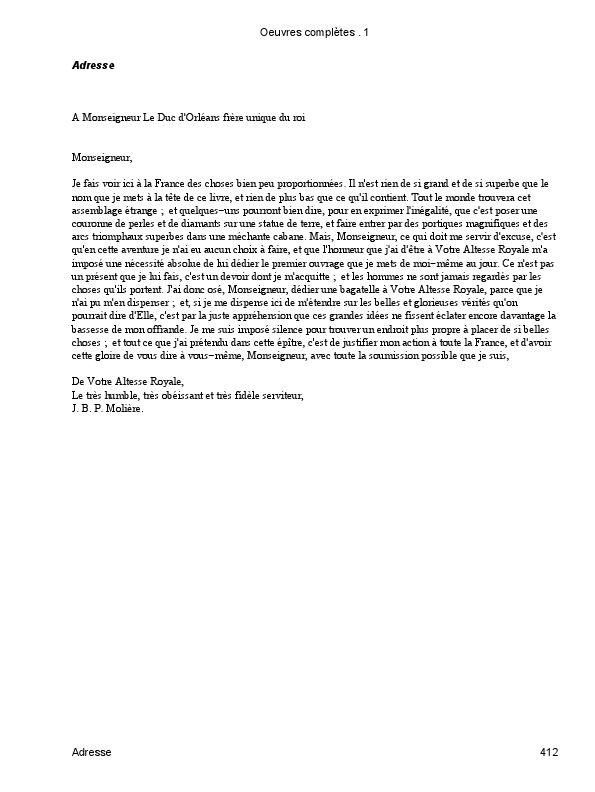 Oeuvres complètes . 1
Adresse
A Monseigneur Le Duc d'Orléans frère unique du roi
Monseigneur,
Je fais voir ici à la France des choses bien peu proportionnées. Il n'est rien de si grand et de si superbe que le
nom que je mets à la tête de ce livre, et rien de plus bas que ce qu'il contient. Tout le monde trouvera cet
assemblage étrange ; et quelques−uns pourront bien dire, pour en exprimer l'inégalité, que c'est poser une
couronne de perles et de diamants sur une statue de terre, et faire entrer par des portiques magnifiques et des
arcs triomphaux superbes dans une méchante cabane. Mais, Monseigneur, ce qui doit me servir d'excuse, c'est
qu'en cette aventure je n'ai eu aucun choix à faire, et que l'honneur que j'ai d'être à Votre Altesse Royale m'a
imposé une nécessité absolue de lui dédier le premier ouvrage que je mets de moi−même au jour. Ce n'est pas
un présent que je lui fais, c'est un devoir dont je m'acquitte ; et les hommes ne sont jamais regardés par les
choses qu'ils portent. J'ai donc osé, Monseigneur, dédier une bagatelle à Votre Altesse Royale, parce que je
n'ai pu m'en dispenser ; et, si je me dispense ici de m'étendre sur les belles et glorieuses vérités qu'on
pourrait dire d'Elle, c'est par la juste appréhension que ces grandes idées ne fissent éclater encore davantage la
bassesse de mon offrande. Je me suis imposé silence pour trouver un endroit plus propre à placer de si belles
choses ; et tout ce que j'ai prétendu dans cette épître, c'est de justifier mon action à toute la France, et d'avoir
cette gloire de vous dire à vous−même, Monseigneur, avec toute la soumission possible que je suis,
De Votre Altesse Royale,
Le très humble, très obéissant et très fidèle serviteur,
J. B. P. Molière.
Adresse 412